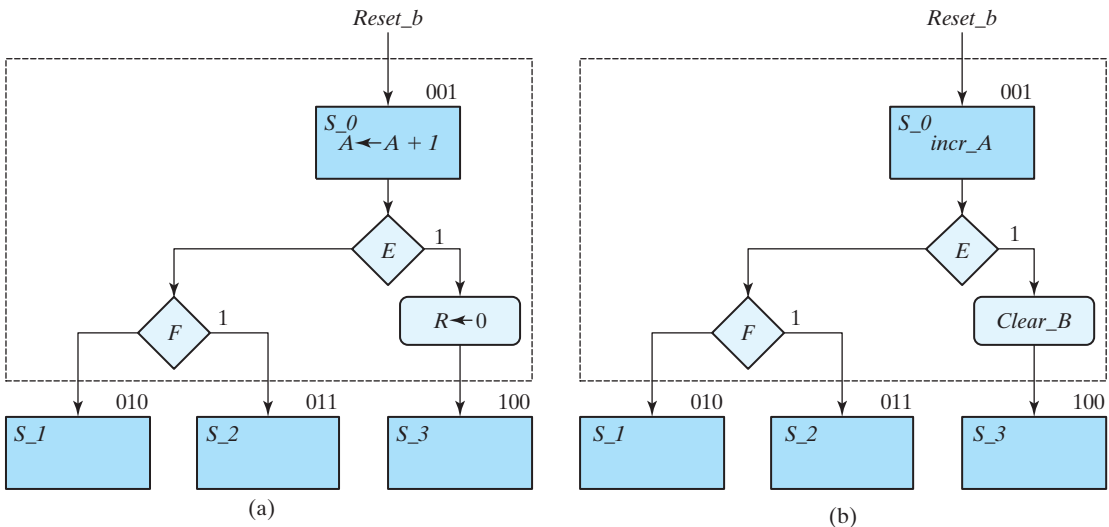 Reset_b
001
S_0
A ← A + 1
E
1
F
1
R ← 0
010
011
100
S_1
S_2
S_3
(a)
Reset_b
001
S_0
incr_A
E
1
F
1
Clear_B
010
011
100
S_1
S_2
S_3
(b)